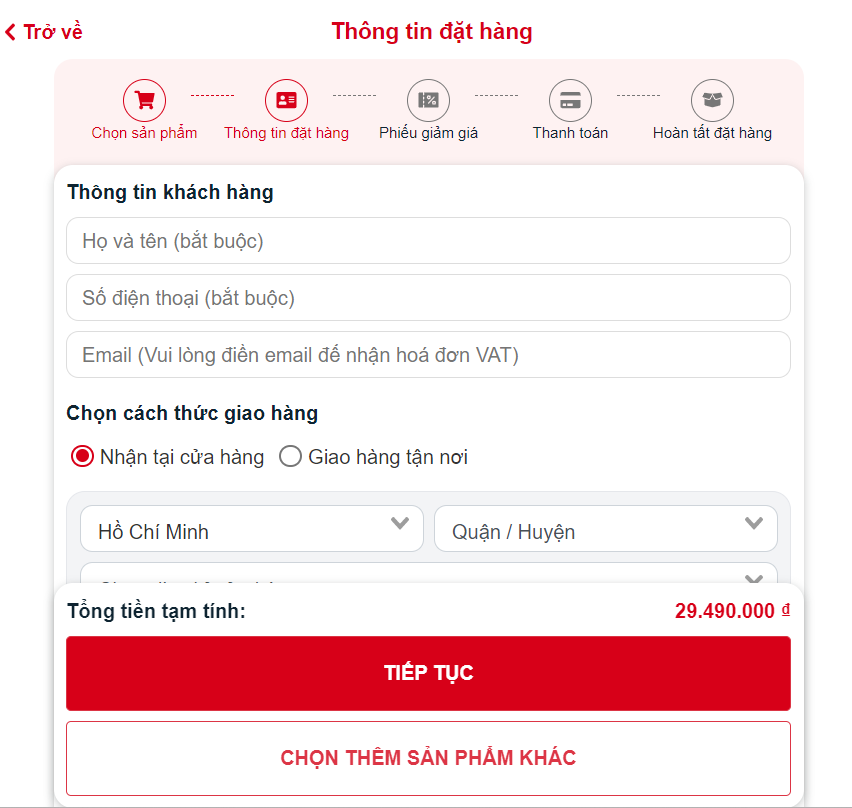 Trở về
Thông tin đặt hàng
Chọn sản phẩm
Thông tin đặt hàng
Phiếu giảm giá
Thanh toán
Hoàn tất đặt hàng
Thông tin khách hàng
Họ và tên (bắt buộc)
Số điện thoại (bắt buộc)
Email (Vui lòng điền email để nhận hoá đơn VAT)
Chọn cách thức giao hàng
Nhận tại cửa hàng
Giao hàng tận nơi
Hồ Chí Minh
Quận / Huyện
Tổng tiền tạm tính:
29.490.000 ₫
TIẾP TỤC
CHỌN THÊM SẢN PHẨM KHÁC